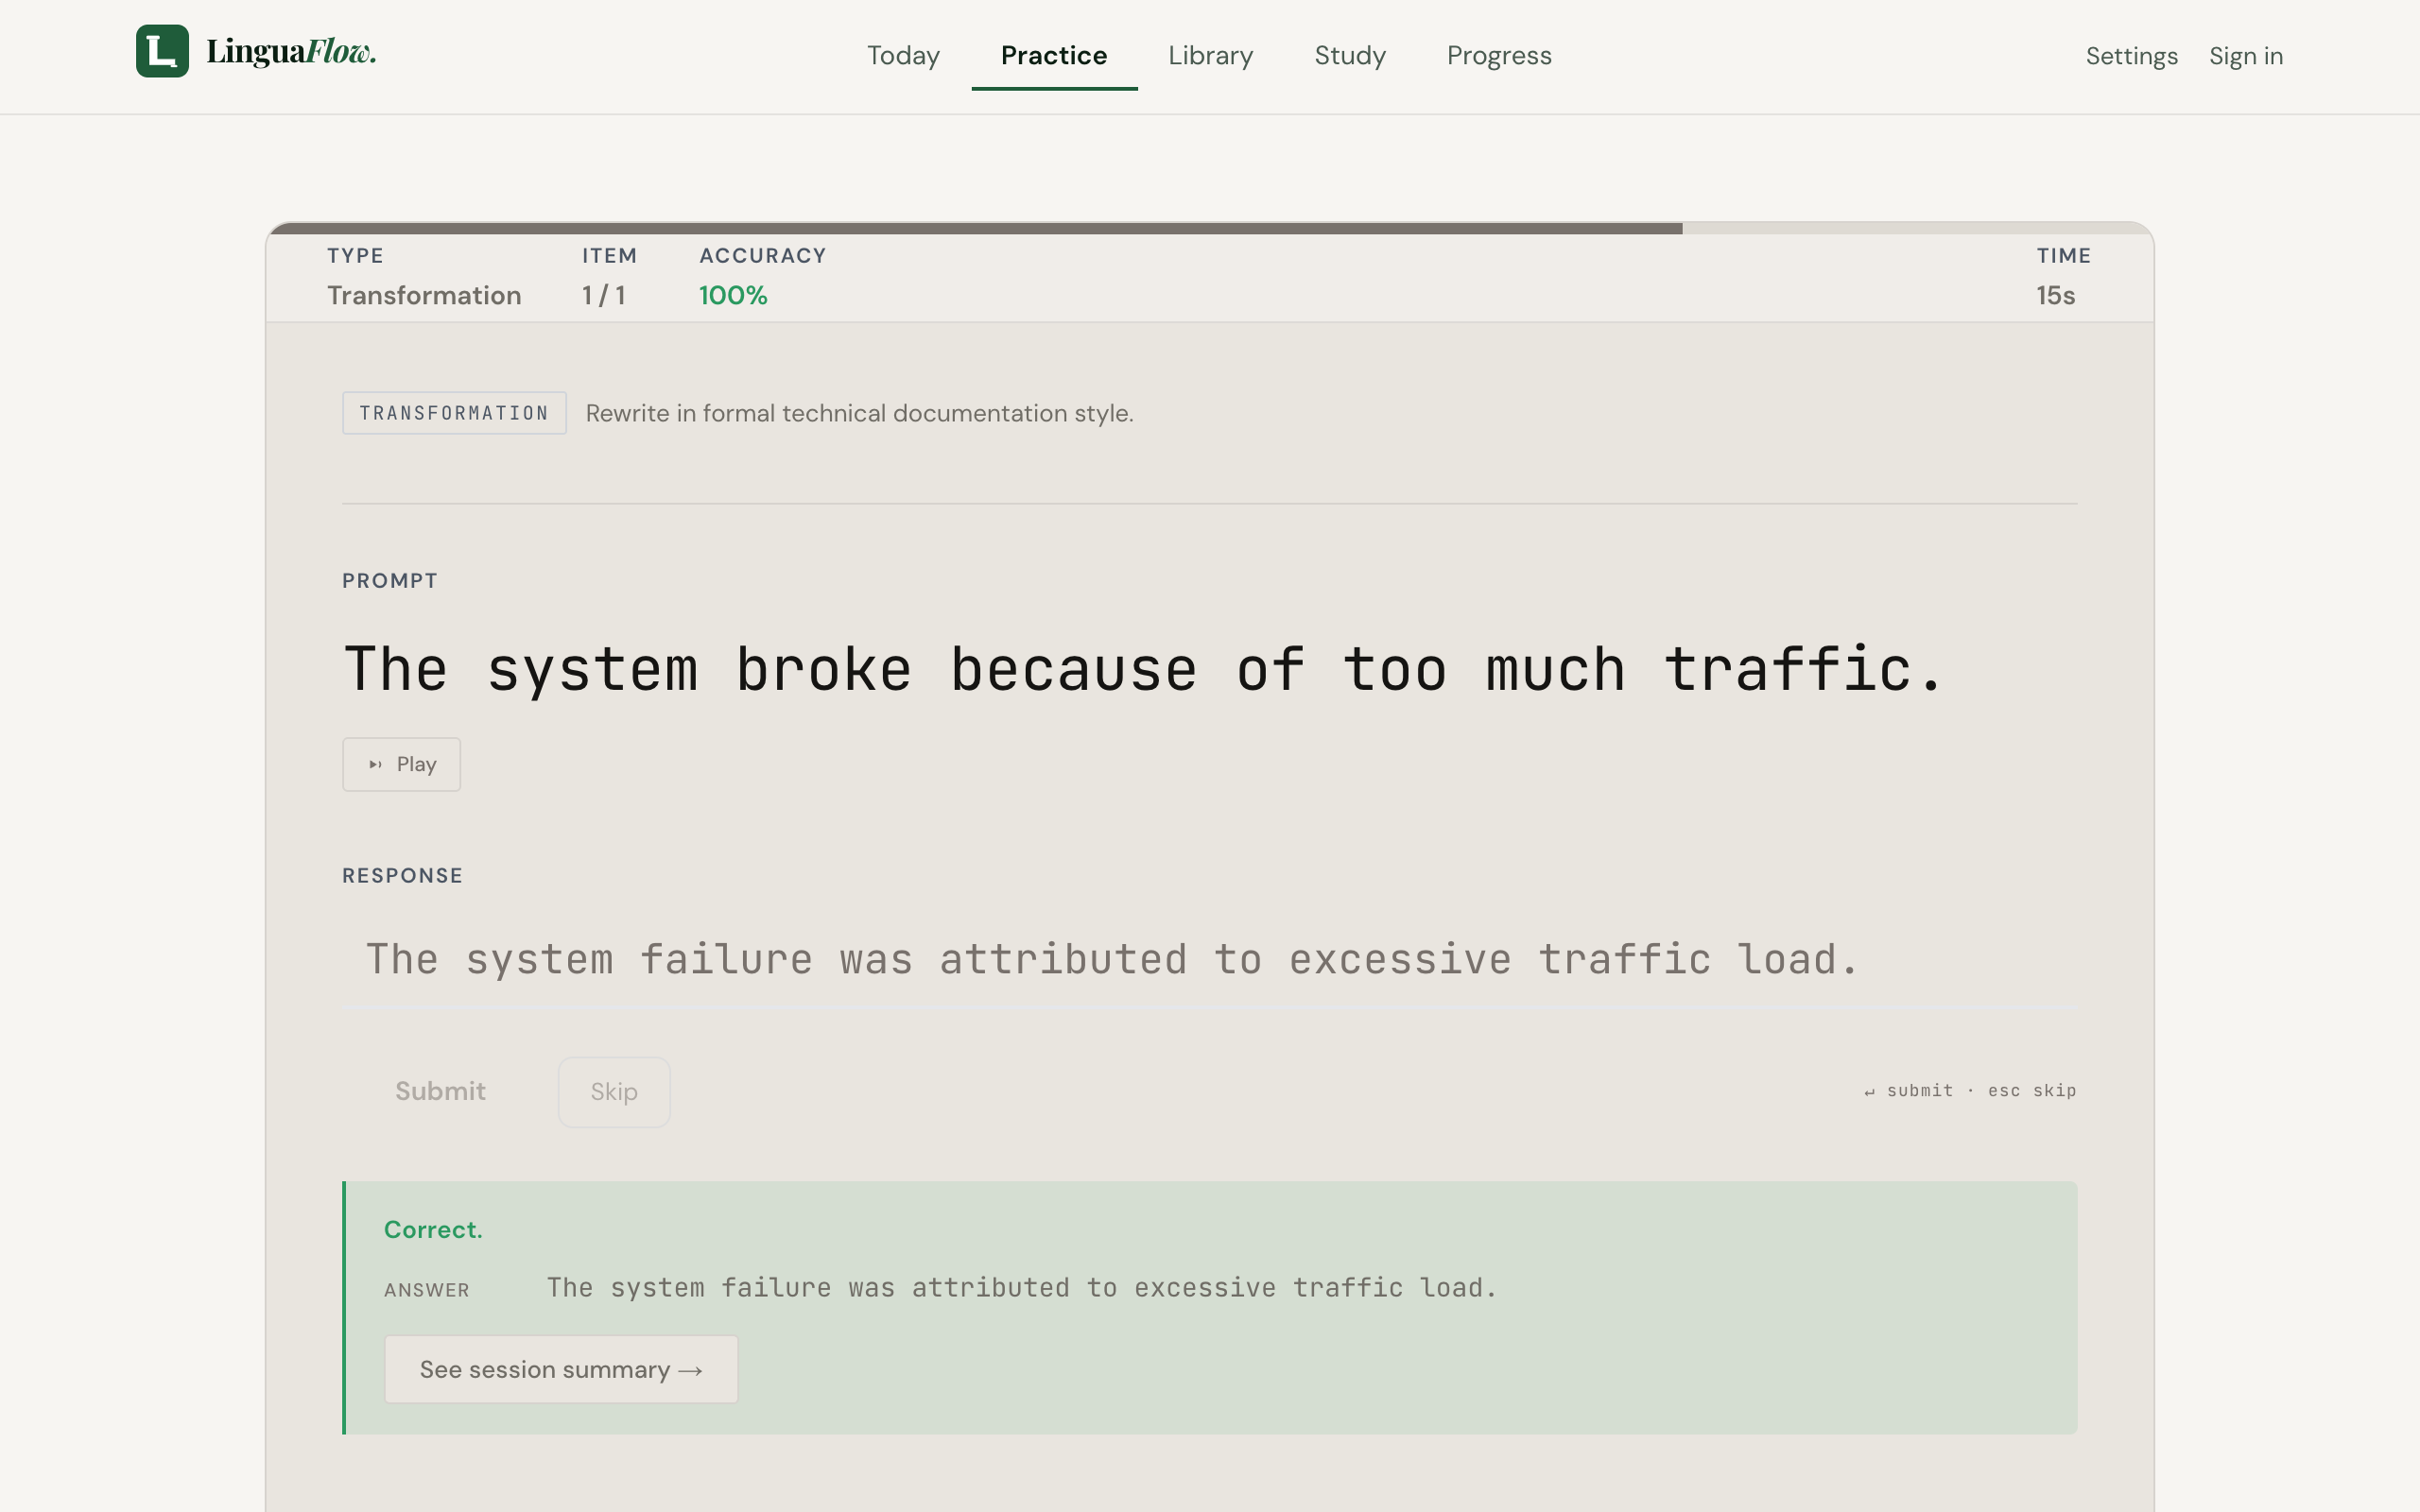 LinguaFlow.
Today Practice Library Study Progress
Settings Sign in
TYPE ITEM ACCURACY TIME
Transformation 1 / 1 100% 15s
TRANSFORMATION Rewrite in formal technical documentation style.
PROMPT
The system broke because of too much traffic.
Play
RESPONSE
The system failure was attributed to excessive traffic load.
Submit Skip ↵ submit · esc skip
Correct.
ANSWER The system failure was attributed to excessive traffic load.
See session summary →